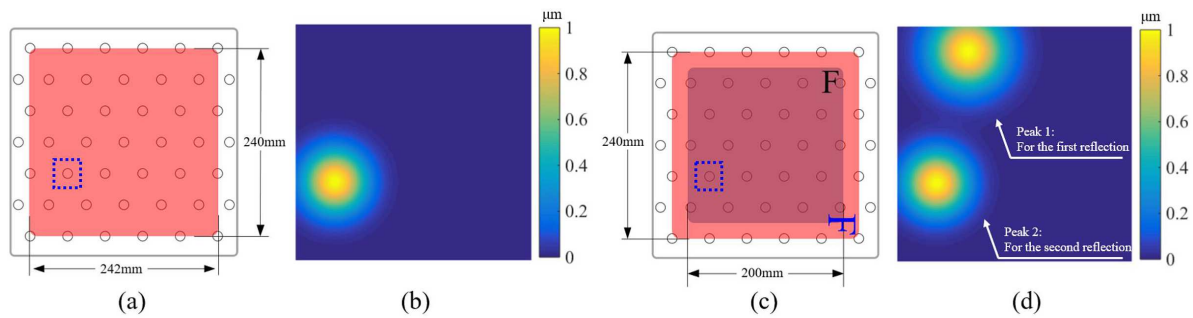 μm
1
0.8
0.6
0.4
0.2
0
240mm
242mm
(a)
(b)
F
F
240mm
200mm
(c)
μm
1
0.8
0.6
0.4
0.2
0
Peak 1:
For the first reflection
Peak 2:
For the second reflection
(d)